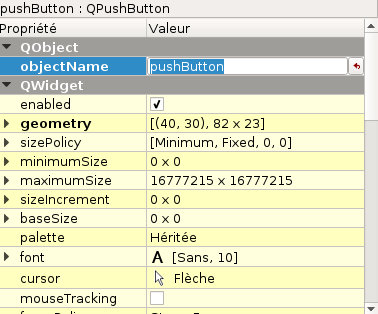 pushButton : QPushButton
Propriété Valeur
QObject
objectName pushButton
QWidget
enabled
geometry [(40, 30), 82 x 23]
sizePolicy [Minimum, Fixed, 0, 0]
minimumSize 0 x 0
maximumSize 16777215 x 16777215
sizeIncrement 0 x 0
baseSize 0 x 0
palette Héritée
font A [Sans, 10]
cursor Flèche
mouseTracking